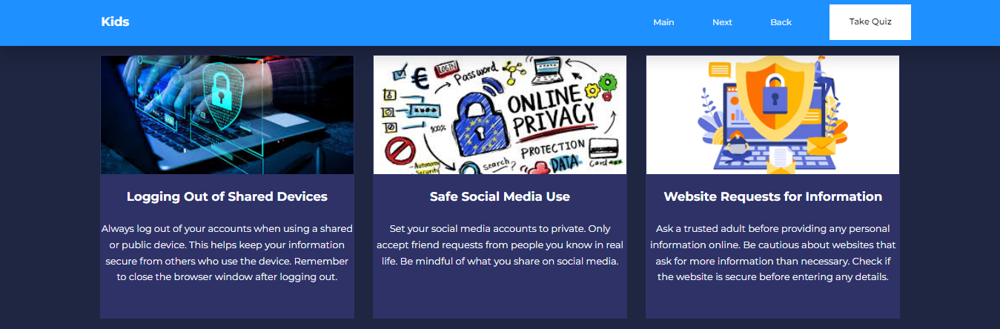 Kids
Main
Next
Back
Take Quiz
LOGIN
Password
ONLINE
PRIVACY
100%
PROTECTION
search?
DATA
Card
Autonomy
Security
Logging Out of Shared Devices
Always log out of your accounts when using a shared
or public device. This helps keep your information
secure from others who use the device. Remember
to close the browser window after logging out.
Safe Social Media Use
Set your social media accounts to private. Only
accept friend requests from people you know in real
life. Be mindful of what you share on social media.
Website Requests for Information
Ask a trusted adult before providing any personal
information online. Be cautious about websites that
ask for more information than necessary. Check if
the website is secure before entering any details.